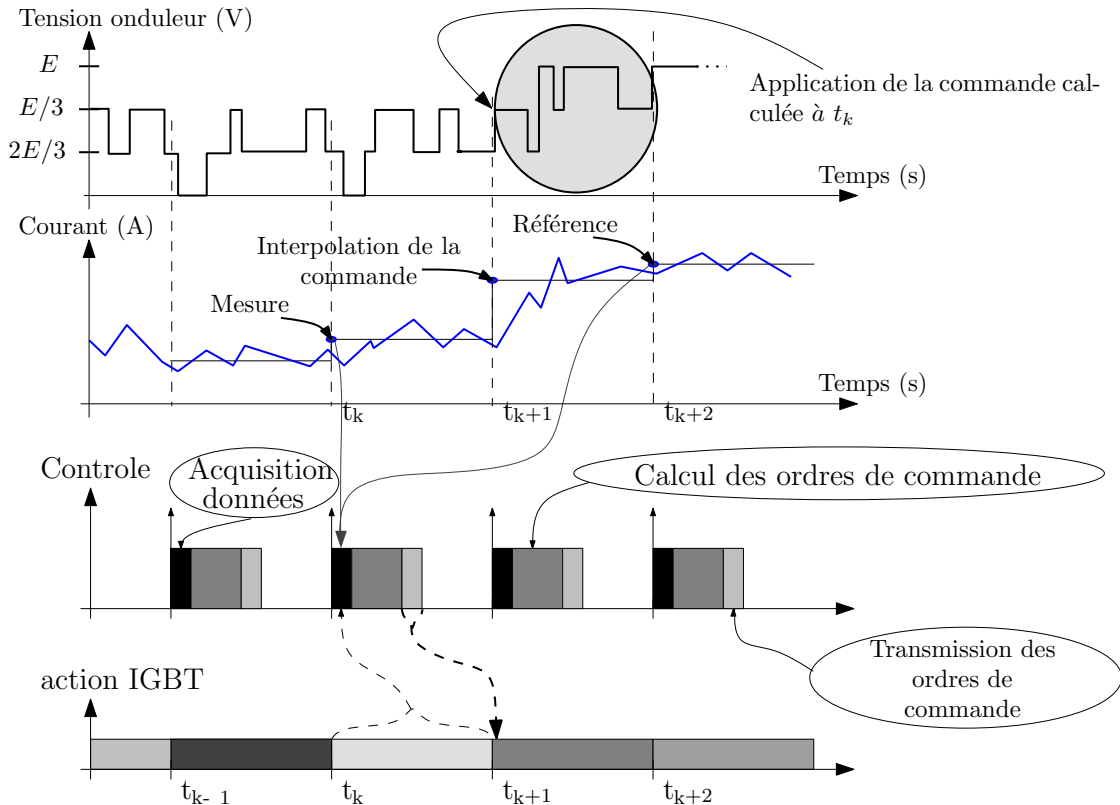 Tension onduleur (V)
E
E/3
2E/3
Application de la commande cal-
culée à t_k
Temps (s)
Courant (A)
Interpolation de la
commande
Référence
Mesure
Temps (s)
t_k
t_k+1
t_k+2
Controle
Acquisition
données
Calcul des ordres de commande
Transmission des
ordres de
commande
action IGBT
t_k- 1
t_k
t_k+1
t_k+2